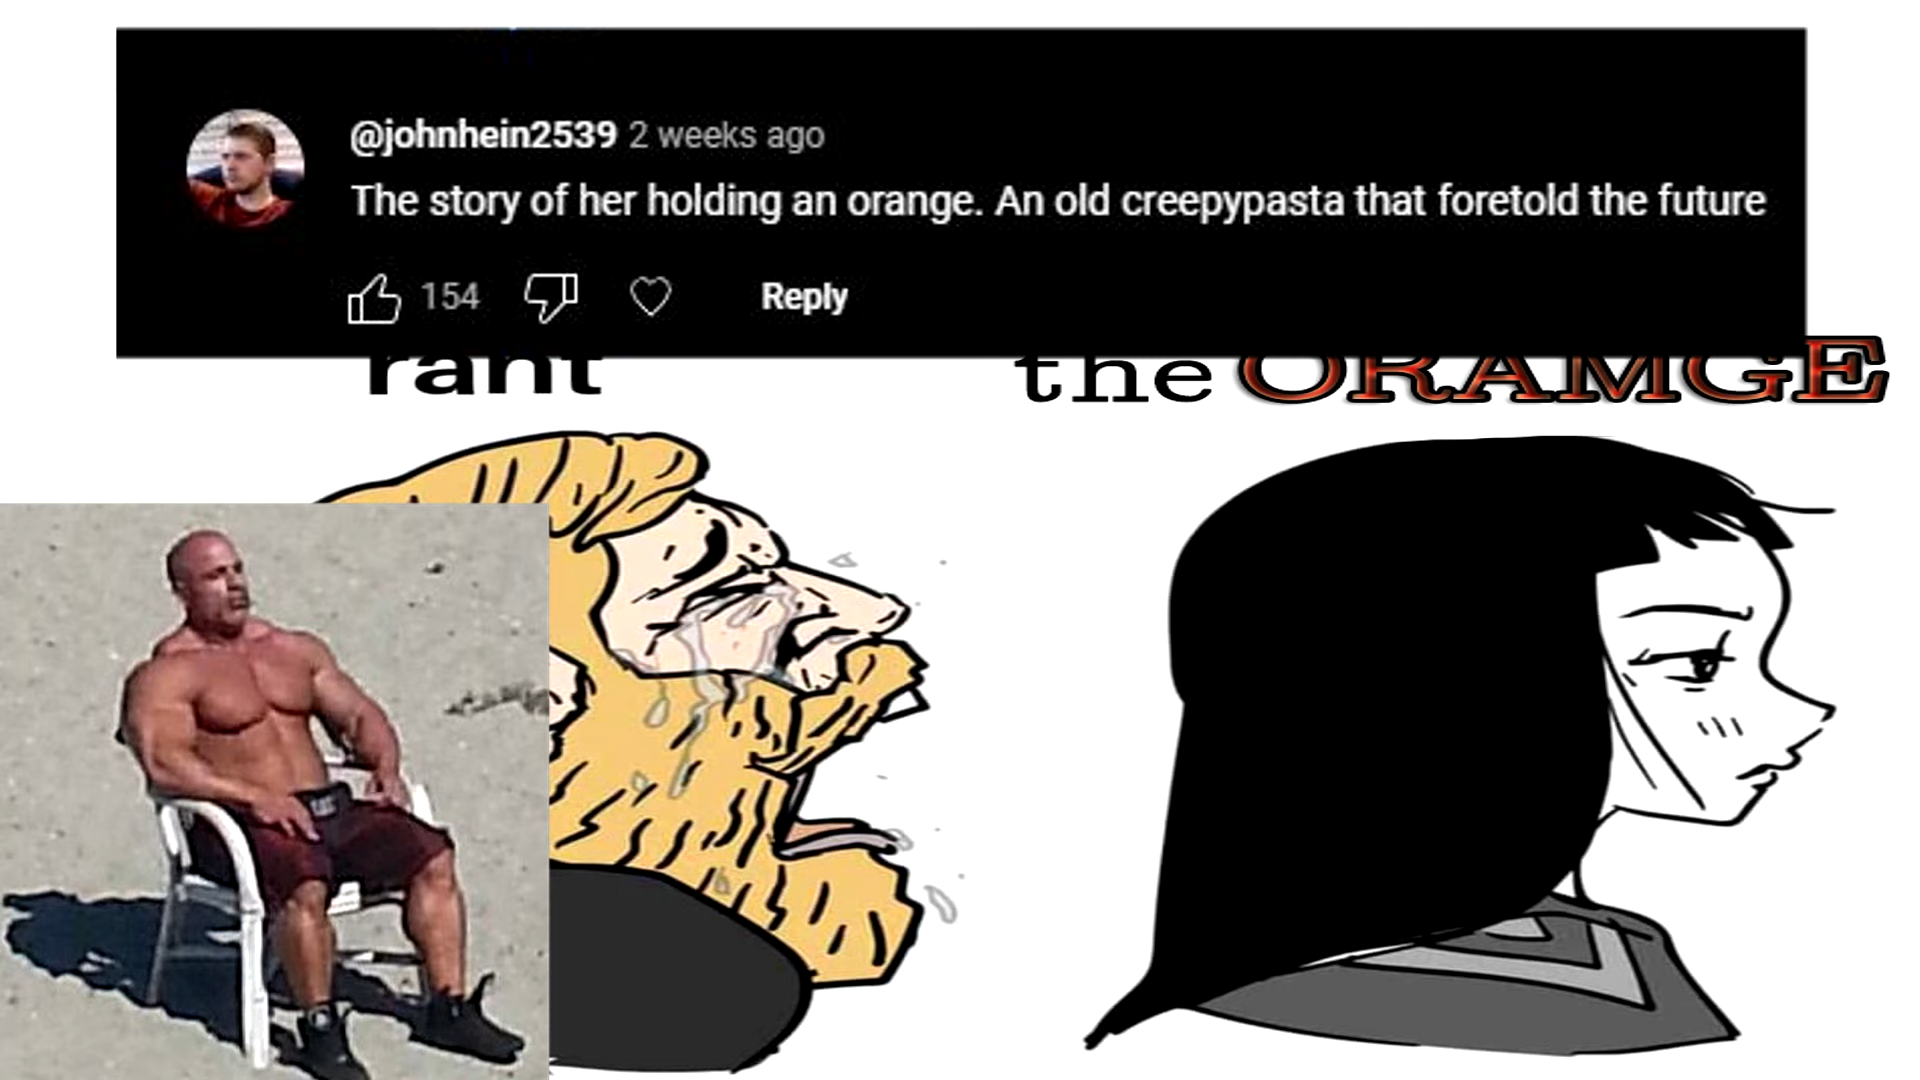 @johnhein2539 2 weeks ago
The story of her holding an orange. An old creepypasta that foretold the future
154 Reply
rant the ORAMGE